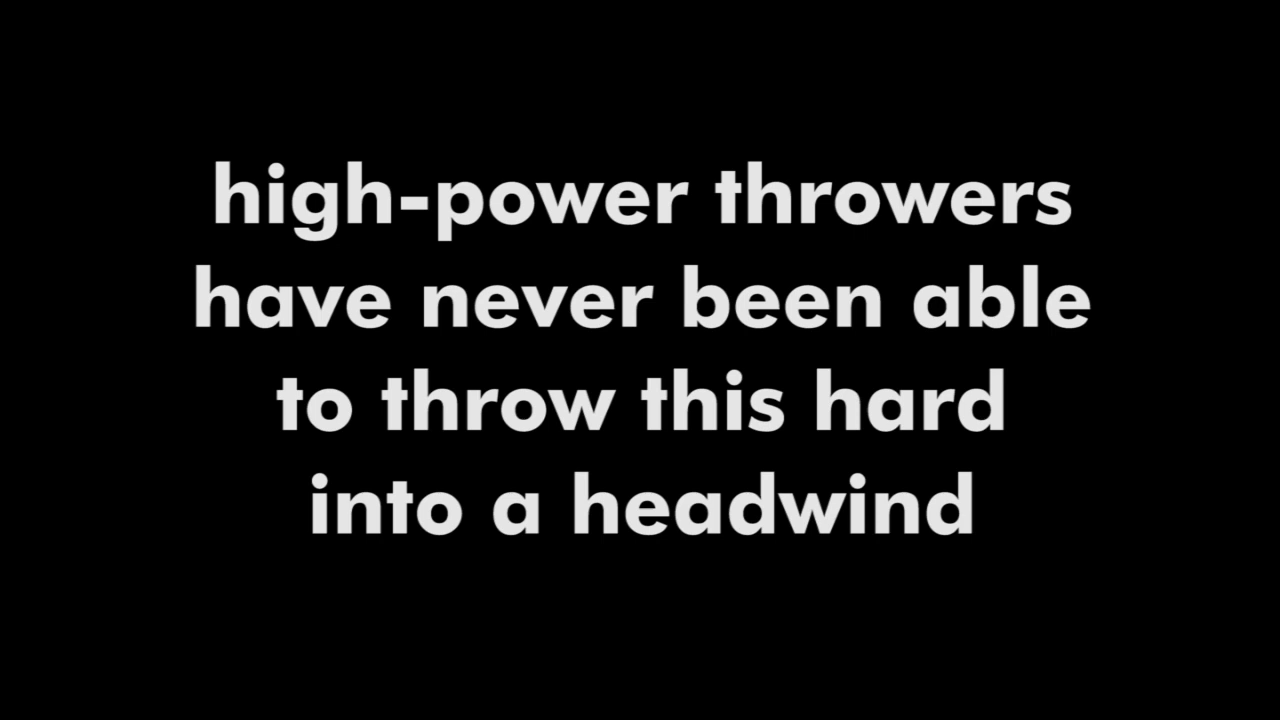 high-power throwers
have never been able
to throw this hard
into a headwind